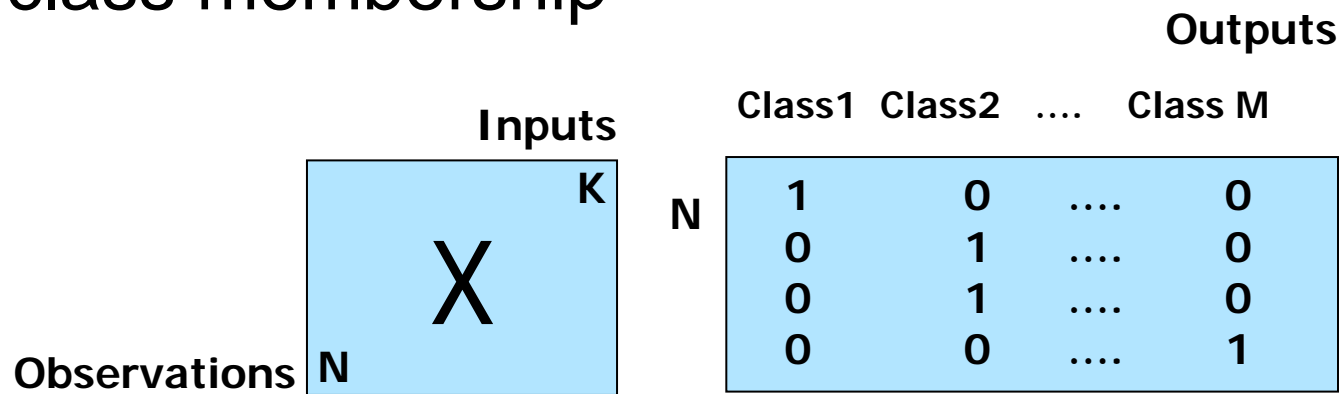 class membership
Outputs
Inputs
Class1 Class2 .... Class M
K
X
Observations N
N
1 0 .... 0
0 1 .... 0
0 1 .... 0
0 0 .... 1